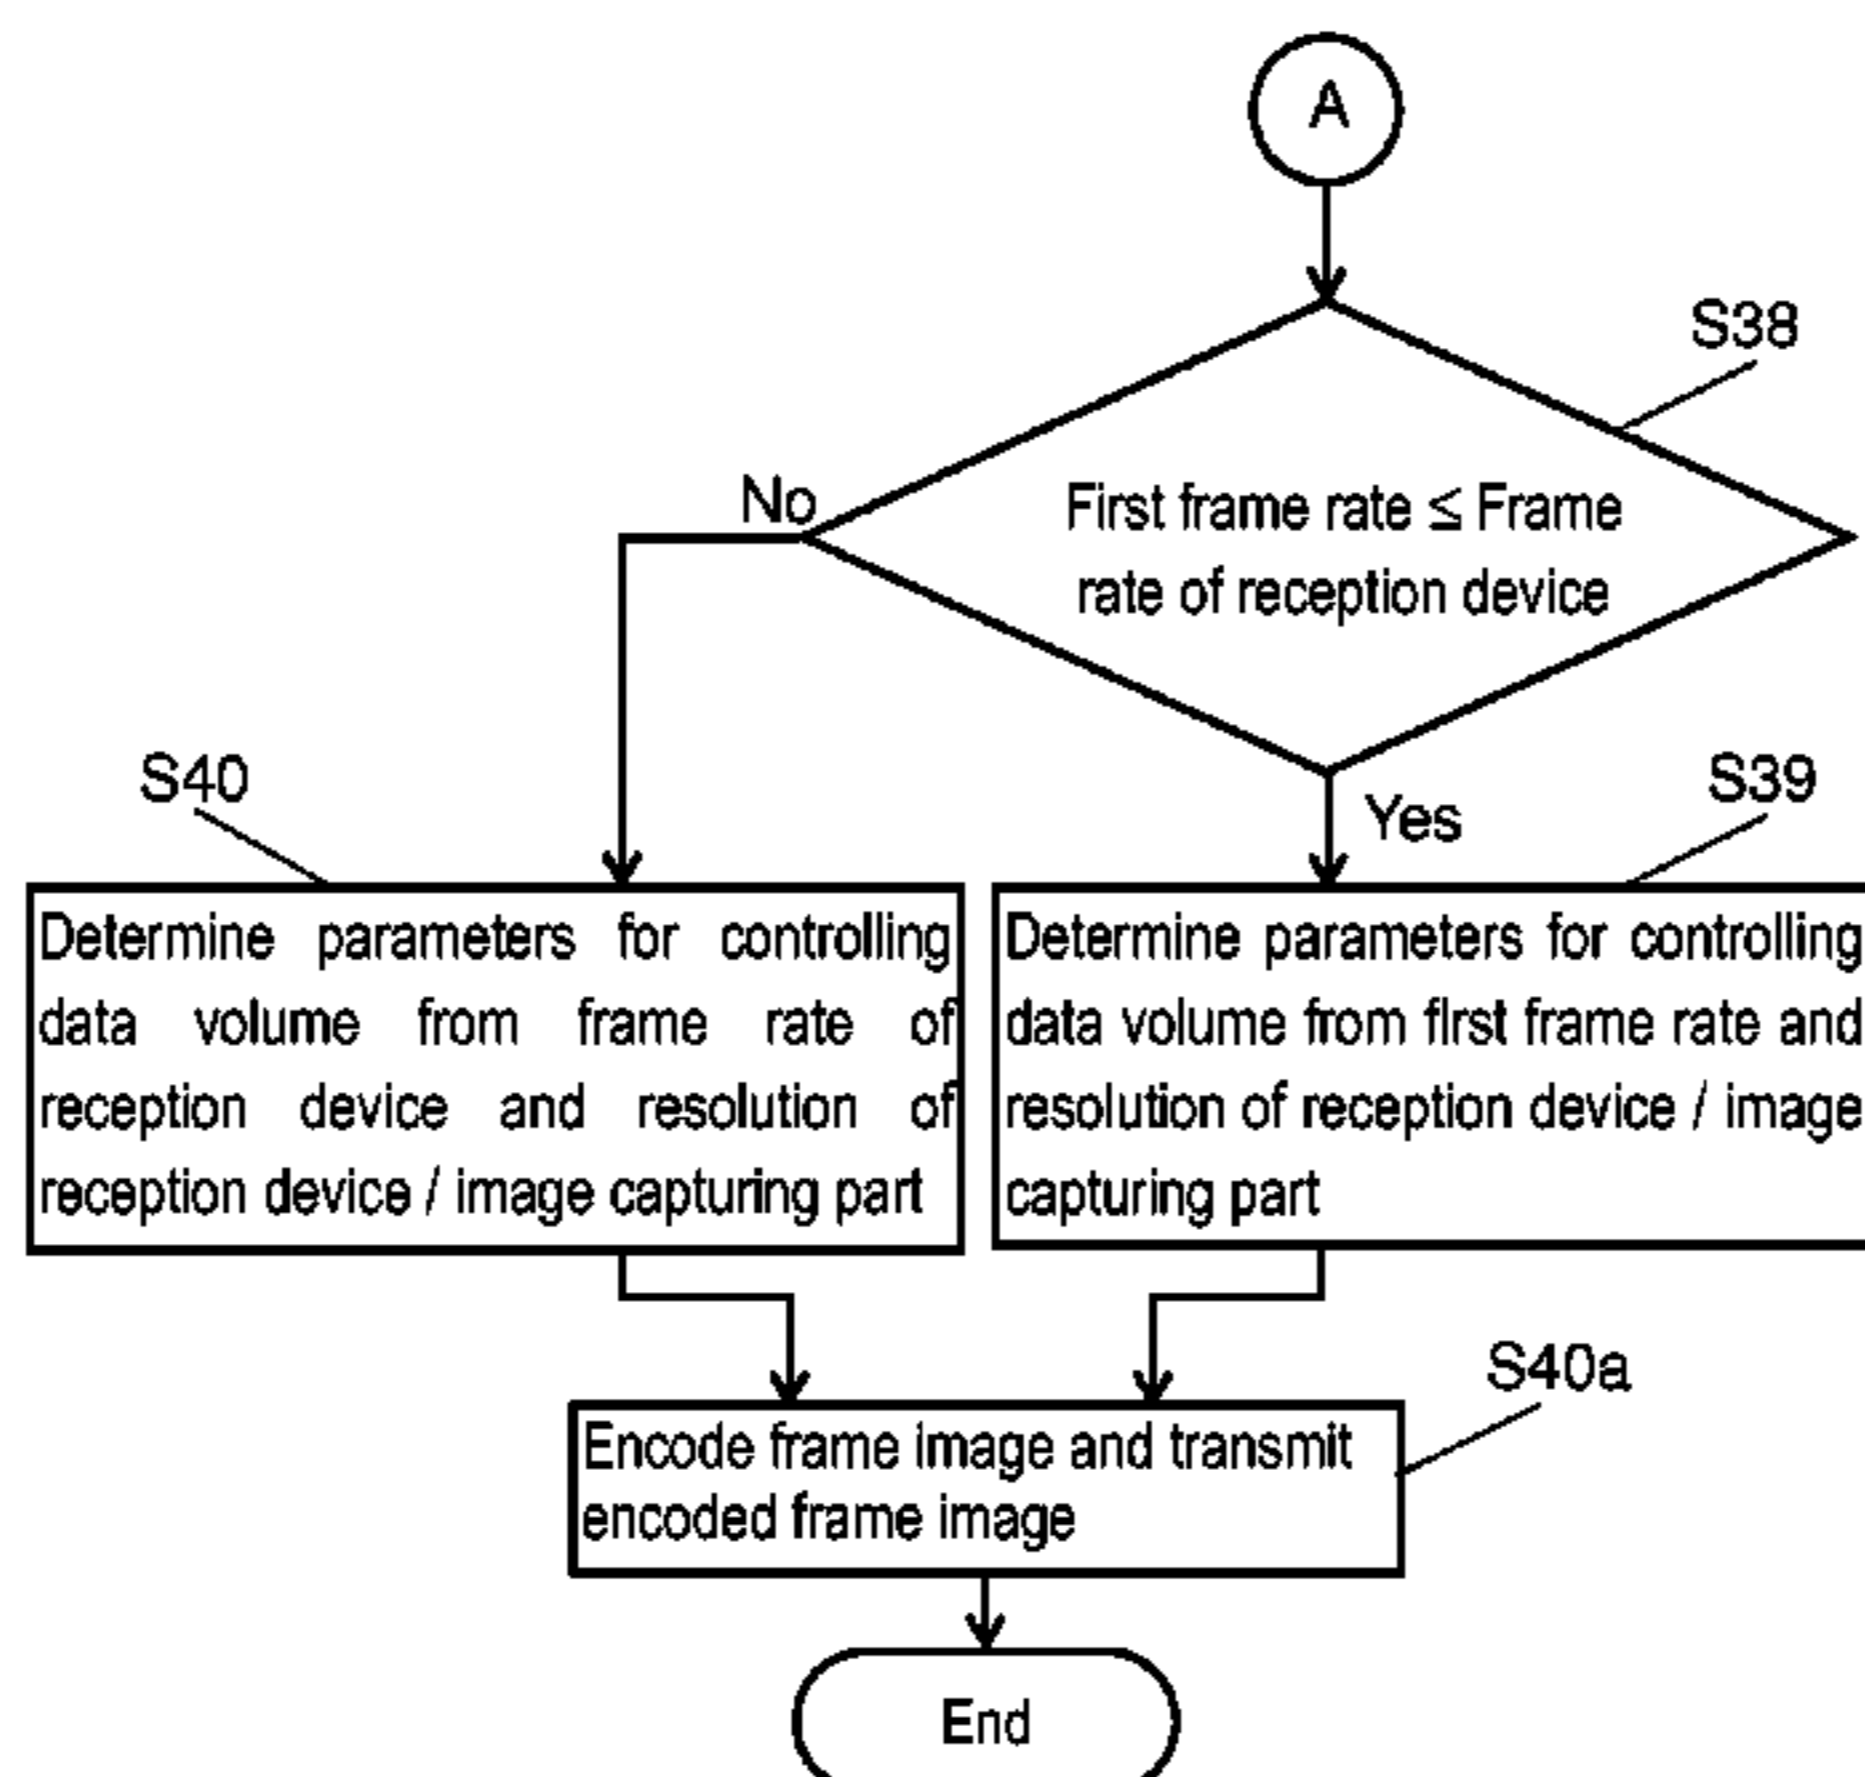 A
S38
No
First frame rate ≦ Frame
rate of reception device
S40
Yes
S39
Determine parameters for controlling
data volume from frame rate of
reception device and resolution of
reception device / image capturing part
Determine parameters for controlling
data volume from first frame rate and
resolution of reception device / image
capturing part
S40a
Encode frame image and transmit
encoded frame image
End